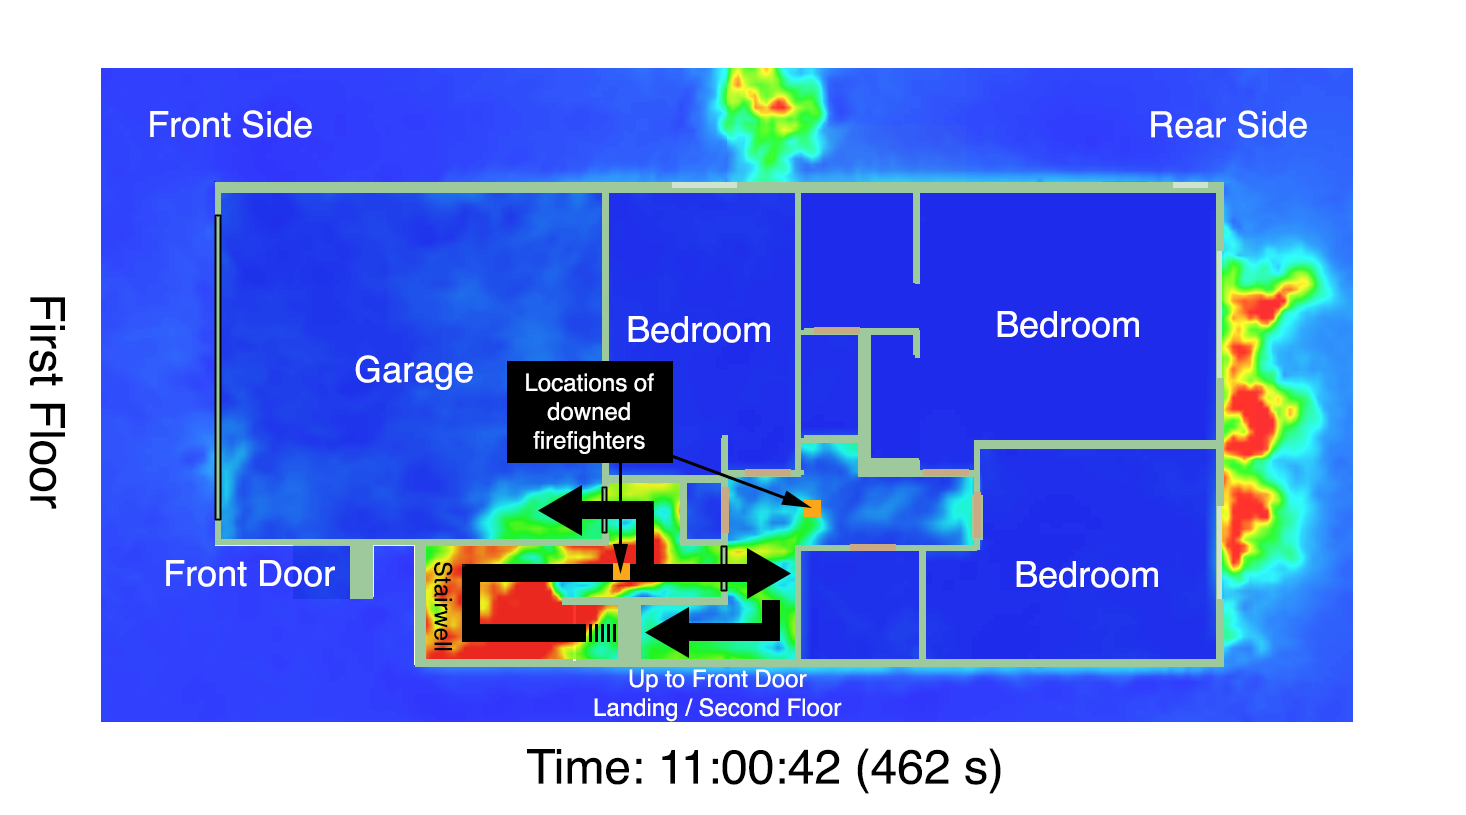 Front Side
Rear Side
First Floor
Bedroom
Bedroom
Garage
Locations of
downed
firefighters
Front Door
Stairwell
Bedroom
Up to Front Door
Landing / Second Floor
Time: 11:00:42 (462 s)